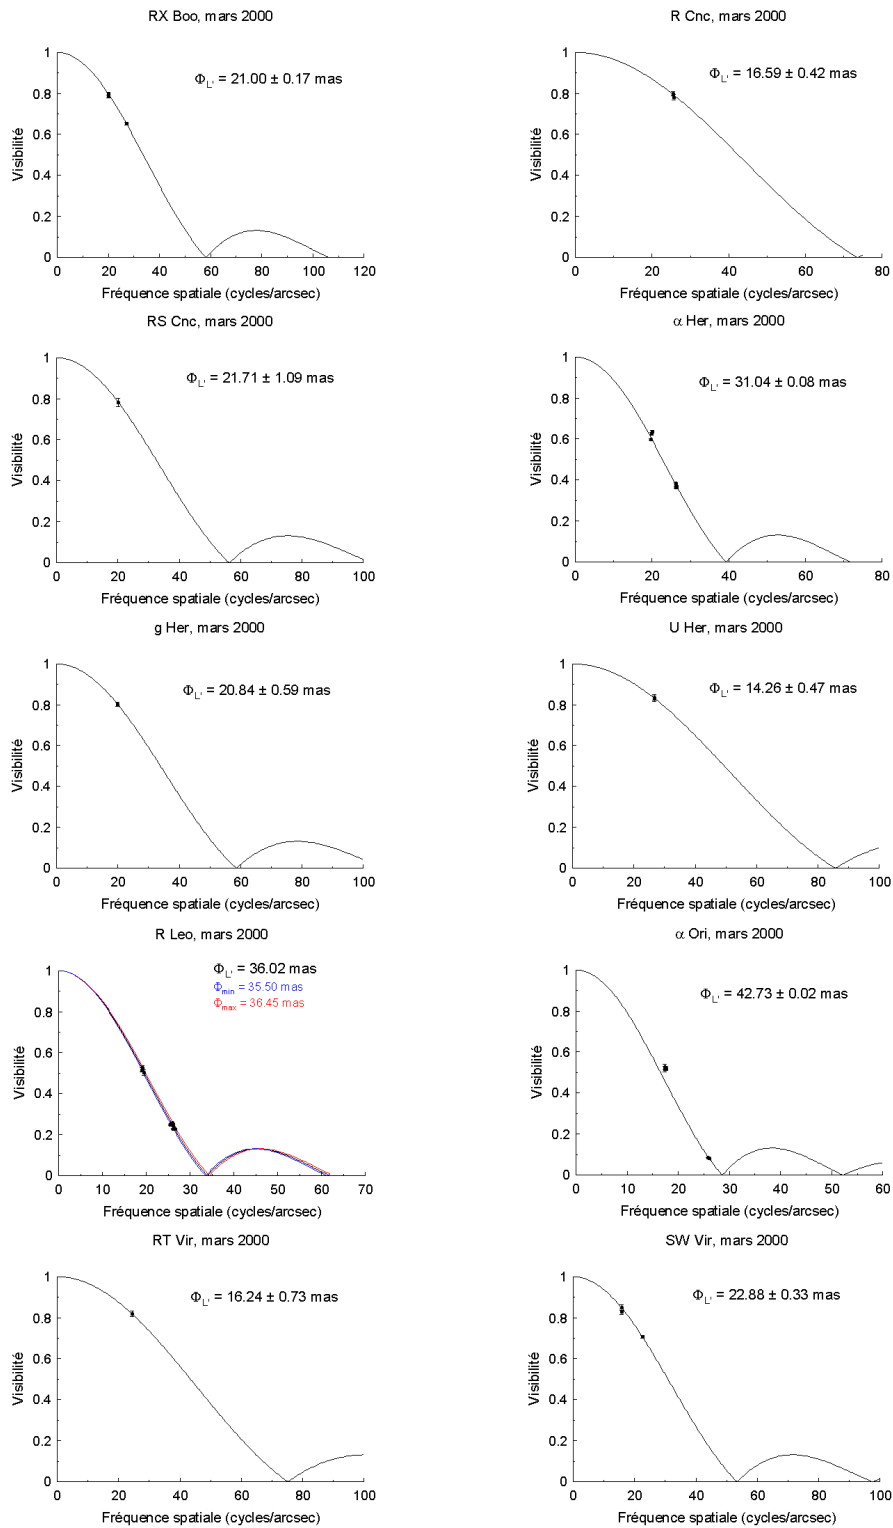 RX Boo, mars 2000
ΦL' = 21.00 ± 0.17 mas
Visibilité
1
0.8
0.6
0.4
0.2
0
0 20 40 60 80 100 120
Fréquence spatiale (cycles/arcsec)
R Cnc, mars 2000
ΦL' = 16.59 ± 0.42 mas
Visibilité
1
0.8
0.6
0.4
0.2
0
0 20 40 60 80
Fréquence spatiale (cycles/arcsec)
RS Cnc, mars 2000
ΦL' = 21.71 ± 1.09 mas
Visibilité
1
0.8
0.6
0.4
0.2
0
0 20 40 60 80 100
Fréquence spatiale (cycles/arcsec)
α Her, mars 2000
ΦL' = 31.04 ± 0.08 mas
Visibilité
1
0.8
0.6
0.4
0.2
0
0 20 40 60 80
Fréquence spatiale (cycles/arcsec)
g Her, mars 2000
ΦL' = 20.84 ± 0.59 mas
Visibilité
1
0.8
0.6
0.4
0.2
0
0 20 40 60 80 100
Fréquence spatiale (cycles/arcsec)
U Her, mars 2000
ΦL' = 14.26 ± 0.47 mas
Visibilité
1
0.8
0.6
0.4
0.2
0
0 20 40 60 80 100
Fréquence spatiale (cycles/arcsec)
R Leo, mars 2000
ΦL' = 36.02 mas
Φmin = 35.50 mas
Φmax = 36.45 mas
Visibilité
1
0.8
0.6
0.4
0.2
0
0 10 20 30 40 50 60 70
Fréquence spatiale (cycles/arcsec)
α Ori, mars 2000
ΦL' = 42.73 ± 0.02 mas
Visibilité
1
0.8
0.6
0.4
0.2
0
0 10 20 30 40 50 60
Fréquence spatiale (cycles/arcsec)
RT Vir, mars 2000
ΦL' = 16.24 ± 0.73 mas
Visibilité
1
0.8
0.6
0.4
0.2
0
0 20 40 60 80 100
Fréquence spatiale (cycles/arcsec)
SW Vir, mars 2000
ΦL' = 22.88 ± 0.33 mas
Visibilité
1
0.8
0.6
0.4
0.2
0
0 20 40 60 80 100
Fréquence spatiale (cycles/arcsec)